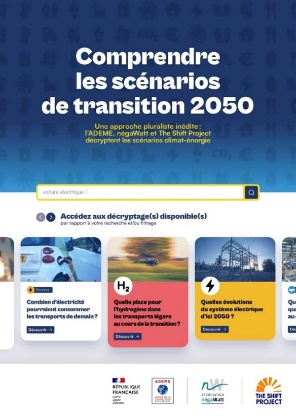 Comprendre
les scénarios
de transition 2050
Une approche pluraliste inédite :
l'ADEME, négaWatt et The Shift Project
décryptent les scénarios climat-énergie
voiture électrique |
Accédez aux décryptage(s) disponible(s)
par rapport à votre recherche et/ou filtrage
Combien d'électricité
pourraient consommer
les transports de demain ?
Découvrir
H₂
Quelle place pour
l'hydrogène dans
les transports légers
au cours de la transition ?
Découvrir
Quelles évolutions
du système électrique
d'ici 2050 ?
Découvrir
RÉPUBLIQUE
FRANÇAISE
ADEME
ASSOCIATION
négaWatt
THE SHIFT
PROJECT